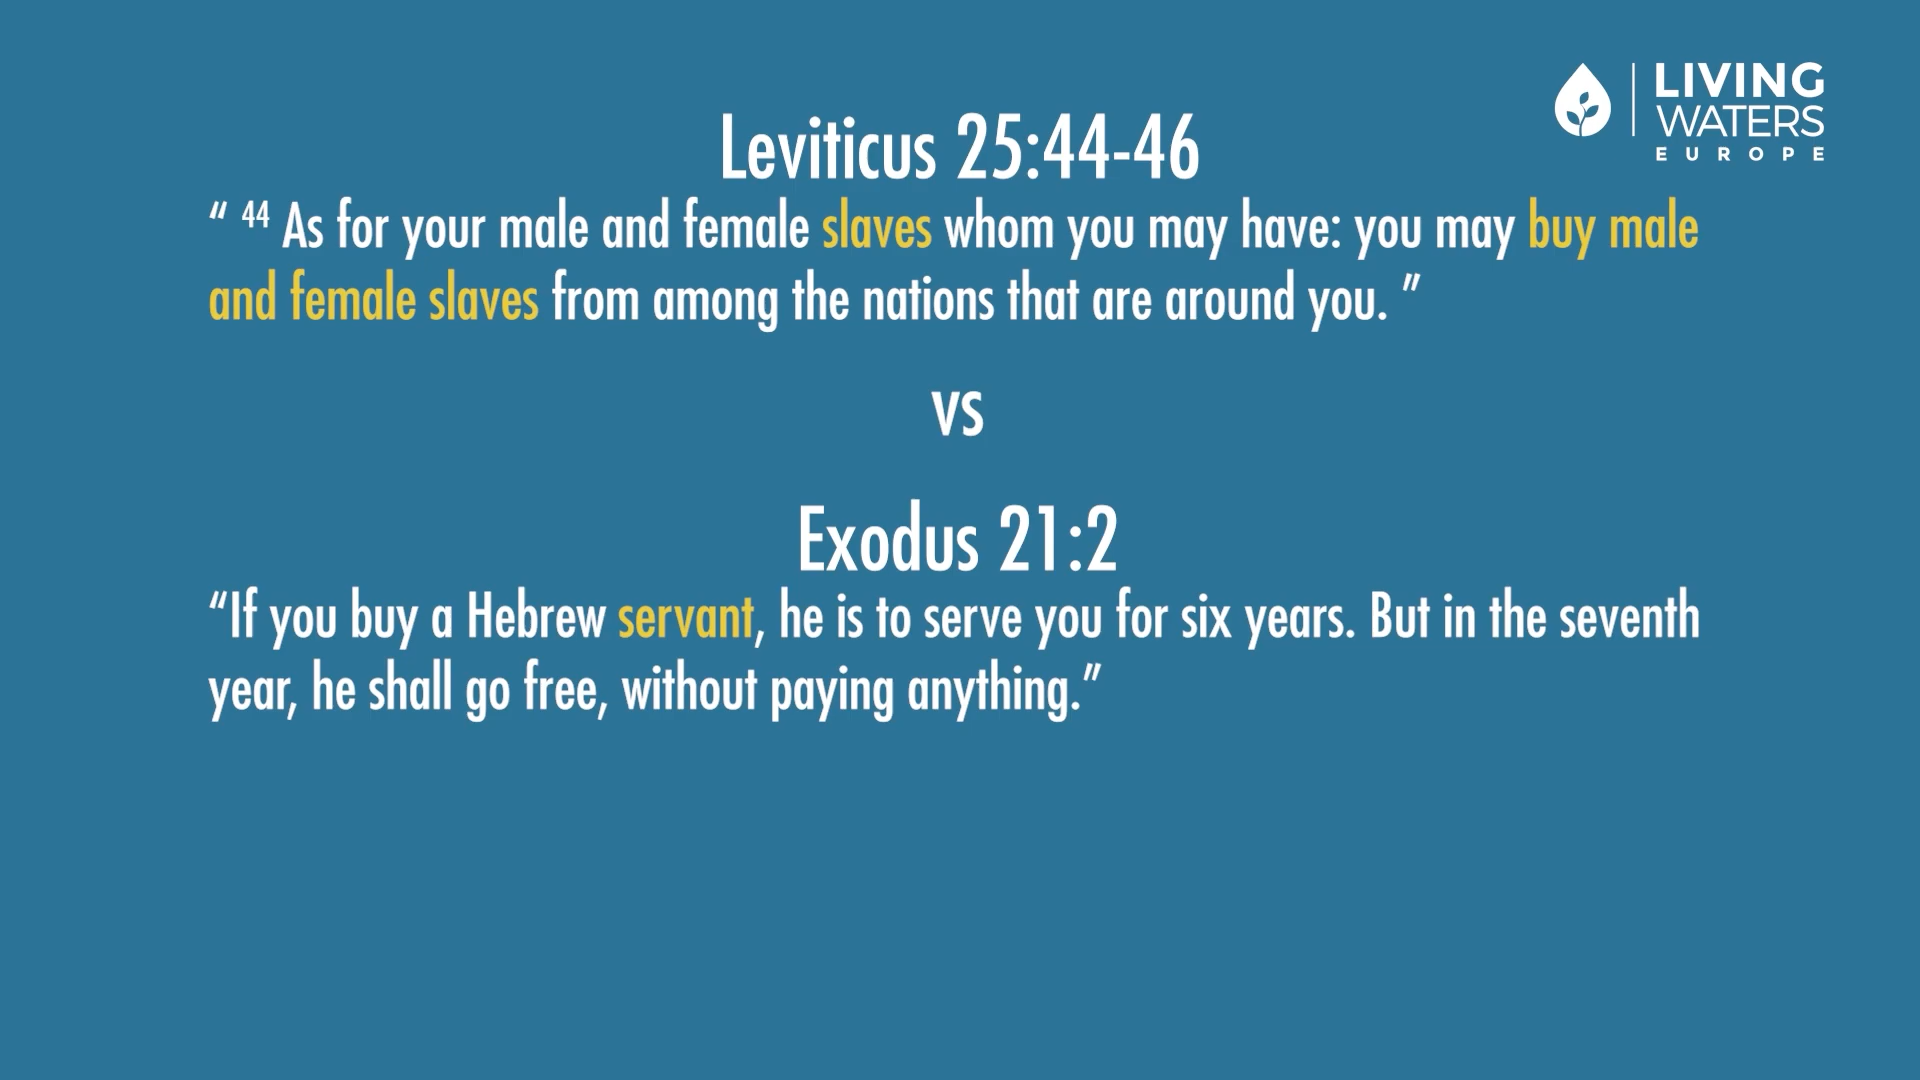 LIVING
WATERS
EUROPE
Leviticus 25:44-46
“ 44 As for your male and female slaves whom you may have: you may buy male
and female slaves from among the nations that are around you. ”
vs
Exodus 21:2
“If you buy a Hebrew servant, he is to serve you for six years. But in the seventh
year, he shall go free, without paying anything.”